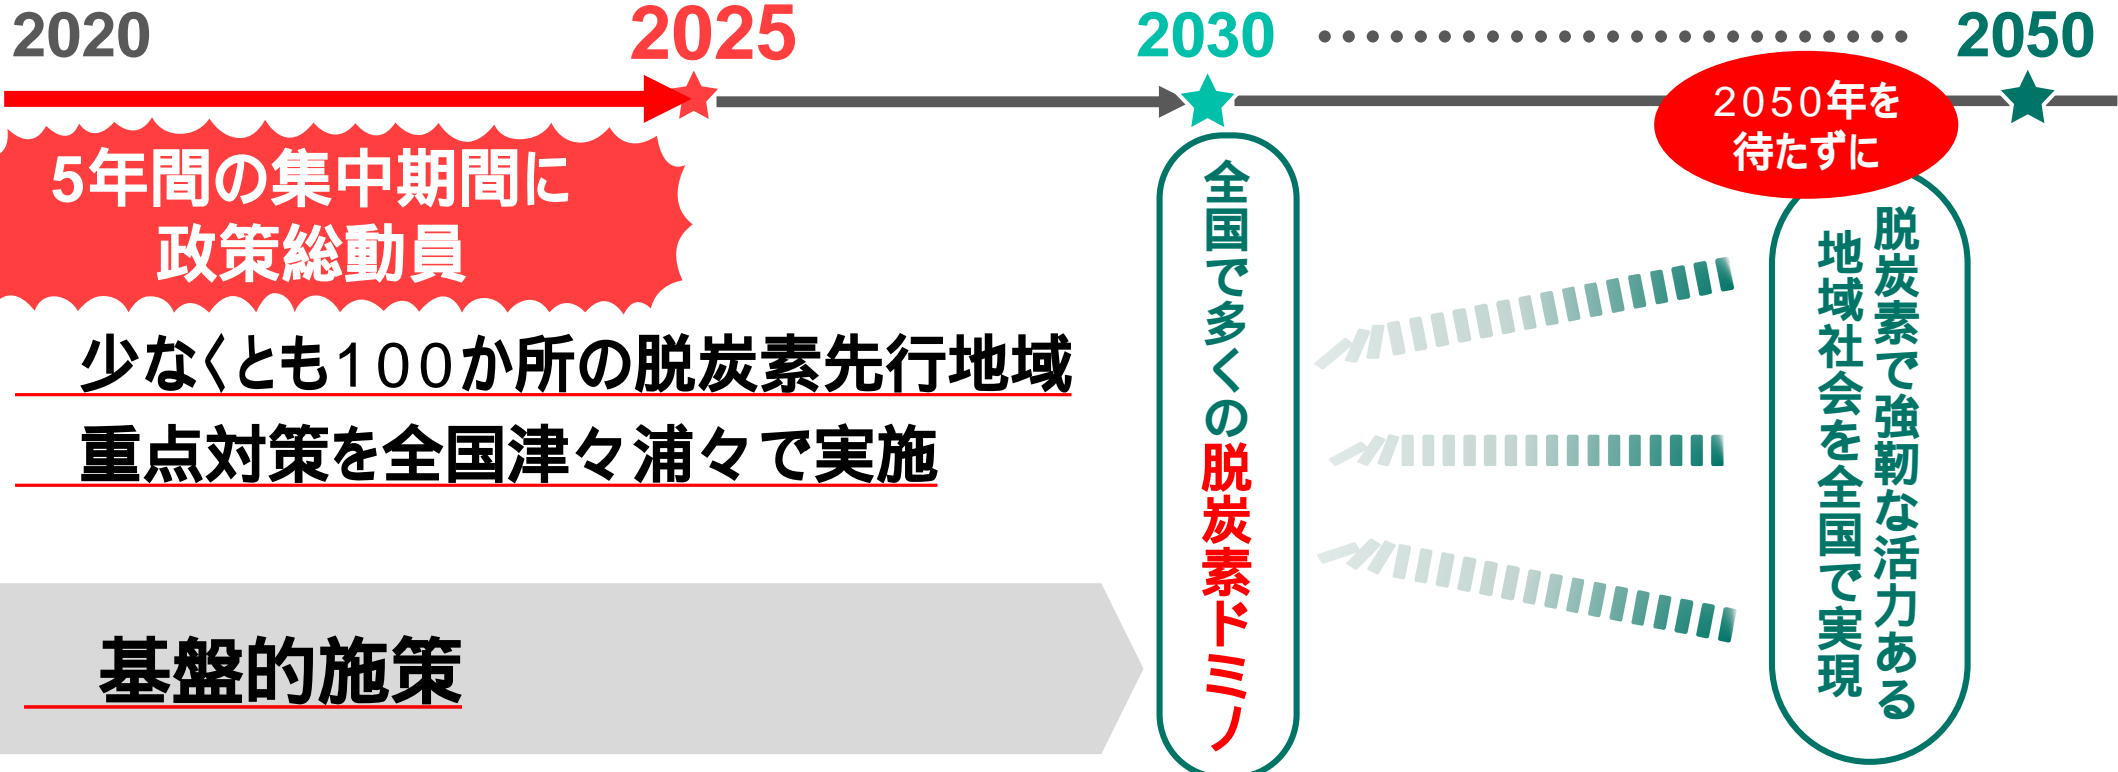 2020
2025
2030
2050
2050年を
待たずに
5年間の集中期間に
政策総動員
少なくとも100か所の脱炭素先行地域
重点対策を全国津々浦々で実施
基盤的施策
全国で多くの脱炭素ドミノ
脱炭素で強靭な活力ある
地域社会を全国で実現